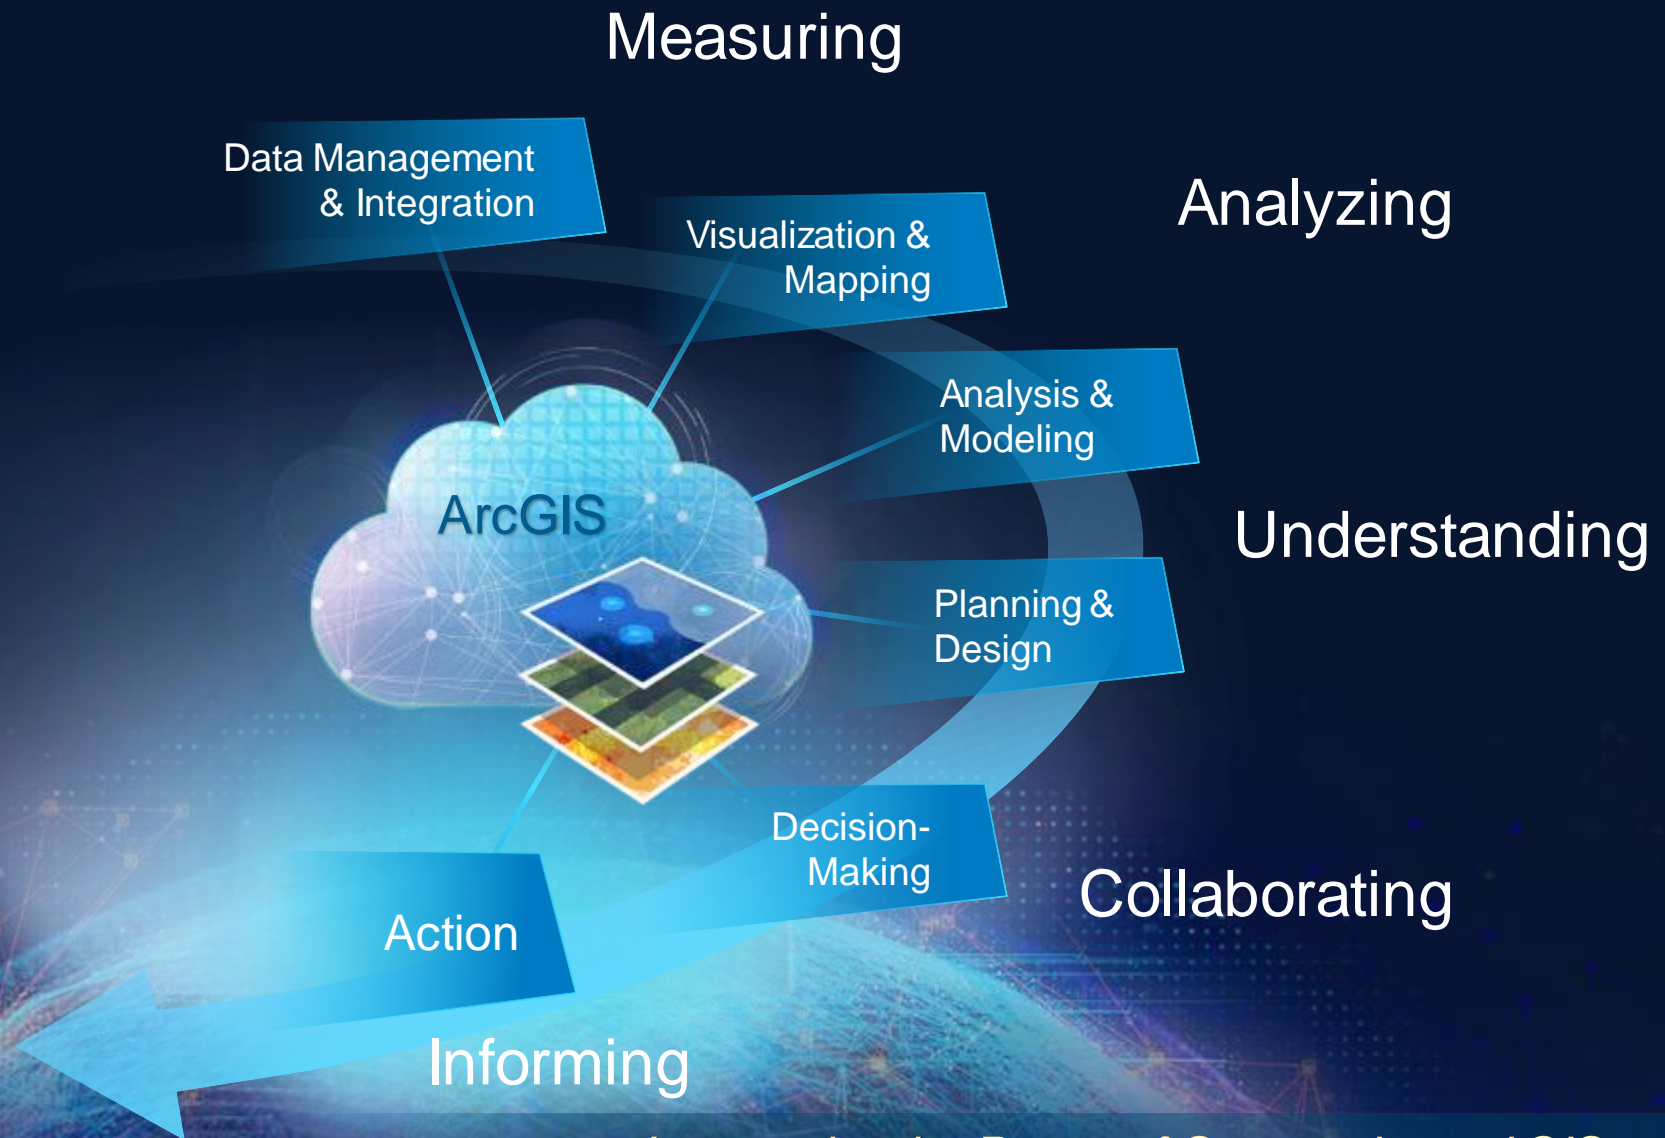 Measuring
Data Management
& Integration
Visualization &
Mapping
Analyzing
Analysis &
Modeling
ArcGIS
Understanding
Planning &
Design
Decision-
Making
Collaborating
Action
Informing